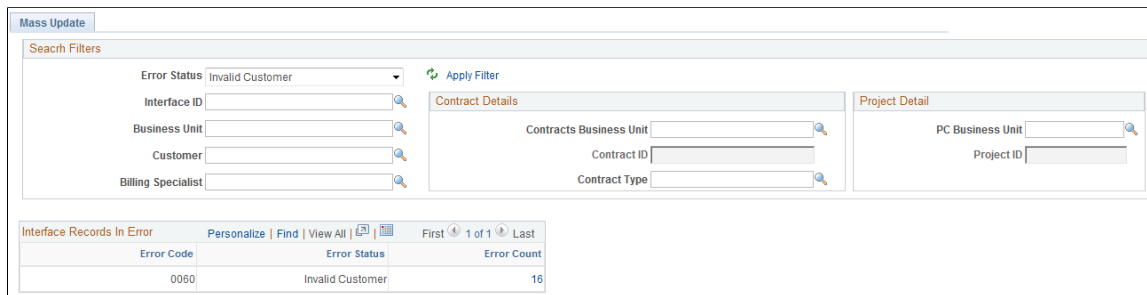 Mass Update
Seacrh Filters
Error Status Invalid Customer Apply Filter
Interface ID
Business Unit
Customer
Billing Specialist
Contract Details
Contracts Business Unit
Contract ID
Contract Type
Project Detail
PC Business Unit
Project ID
Interface Records In Error Personalize | Find | View All | | First 1 of 1 Last
Error Code Error Status Error Count
0060 Invalid Customer 16